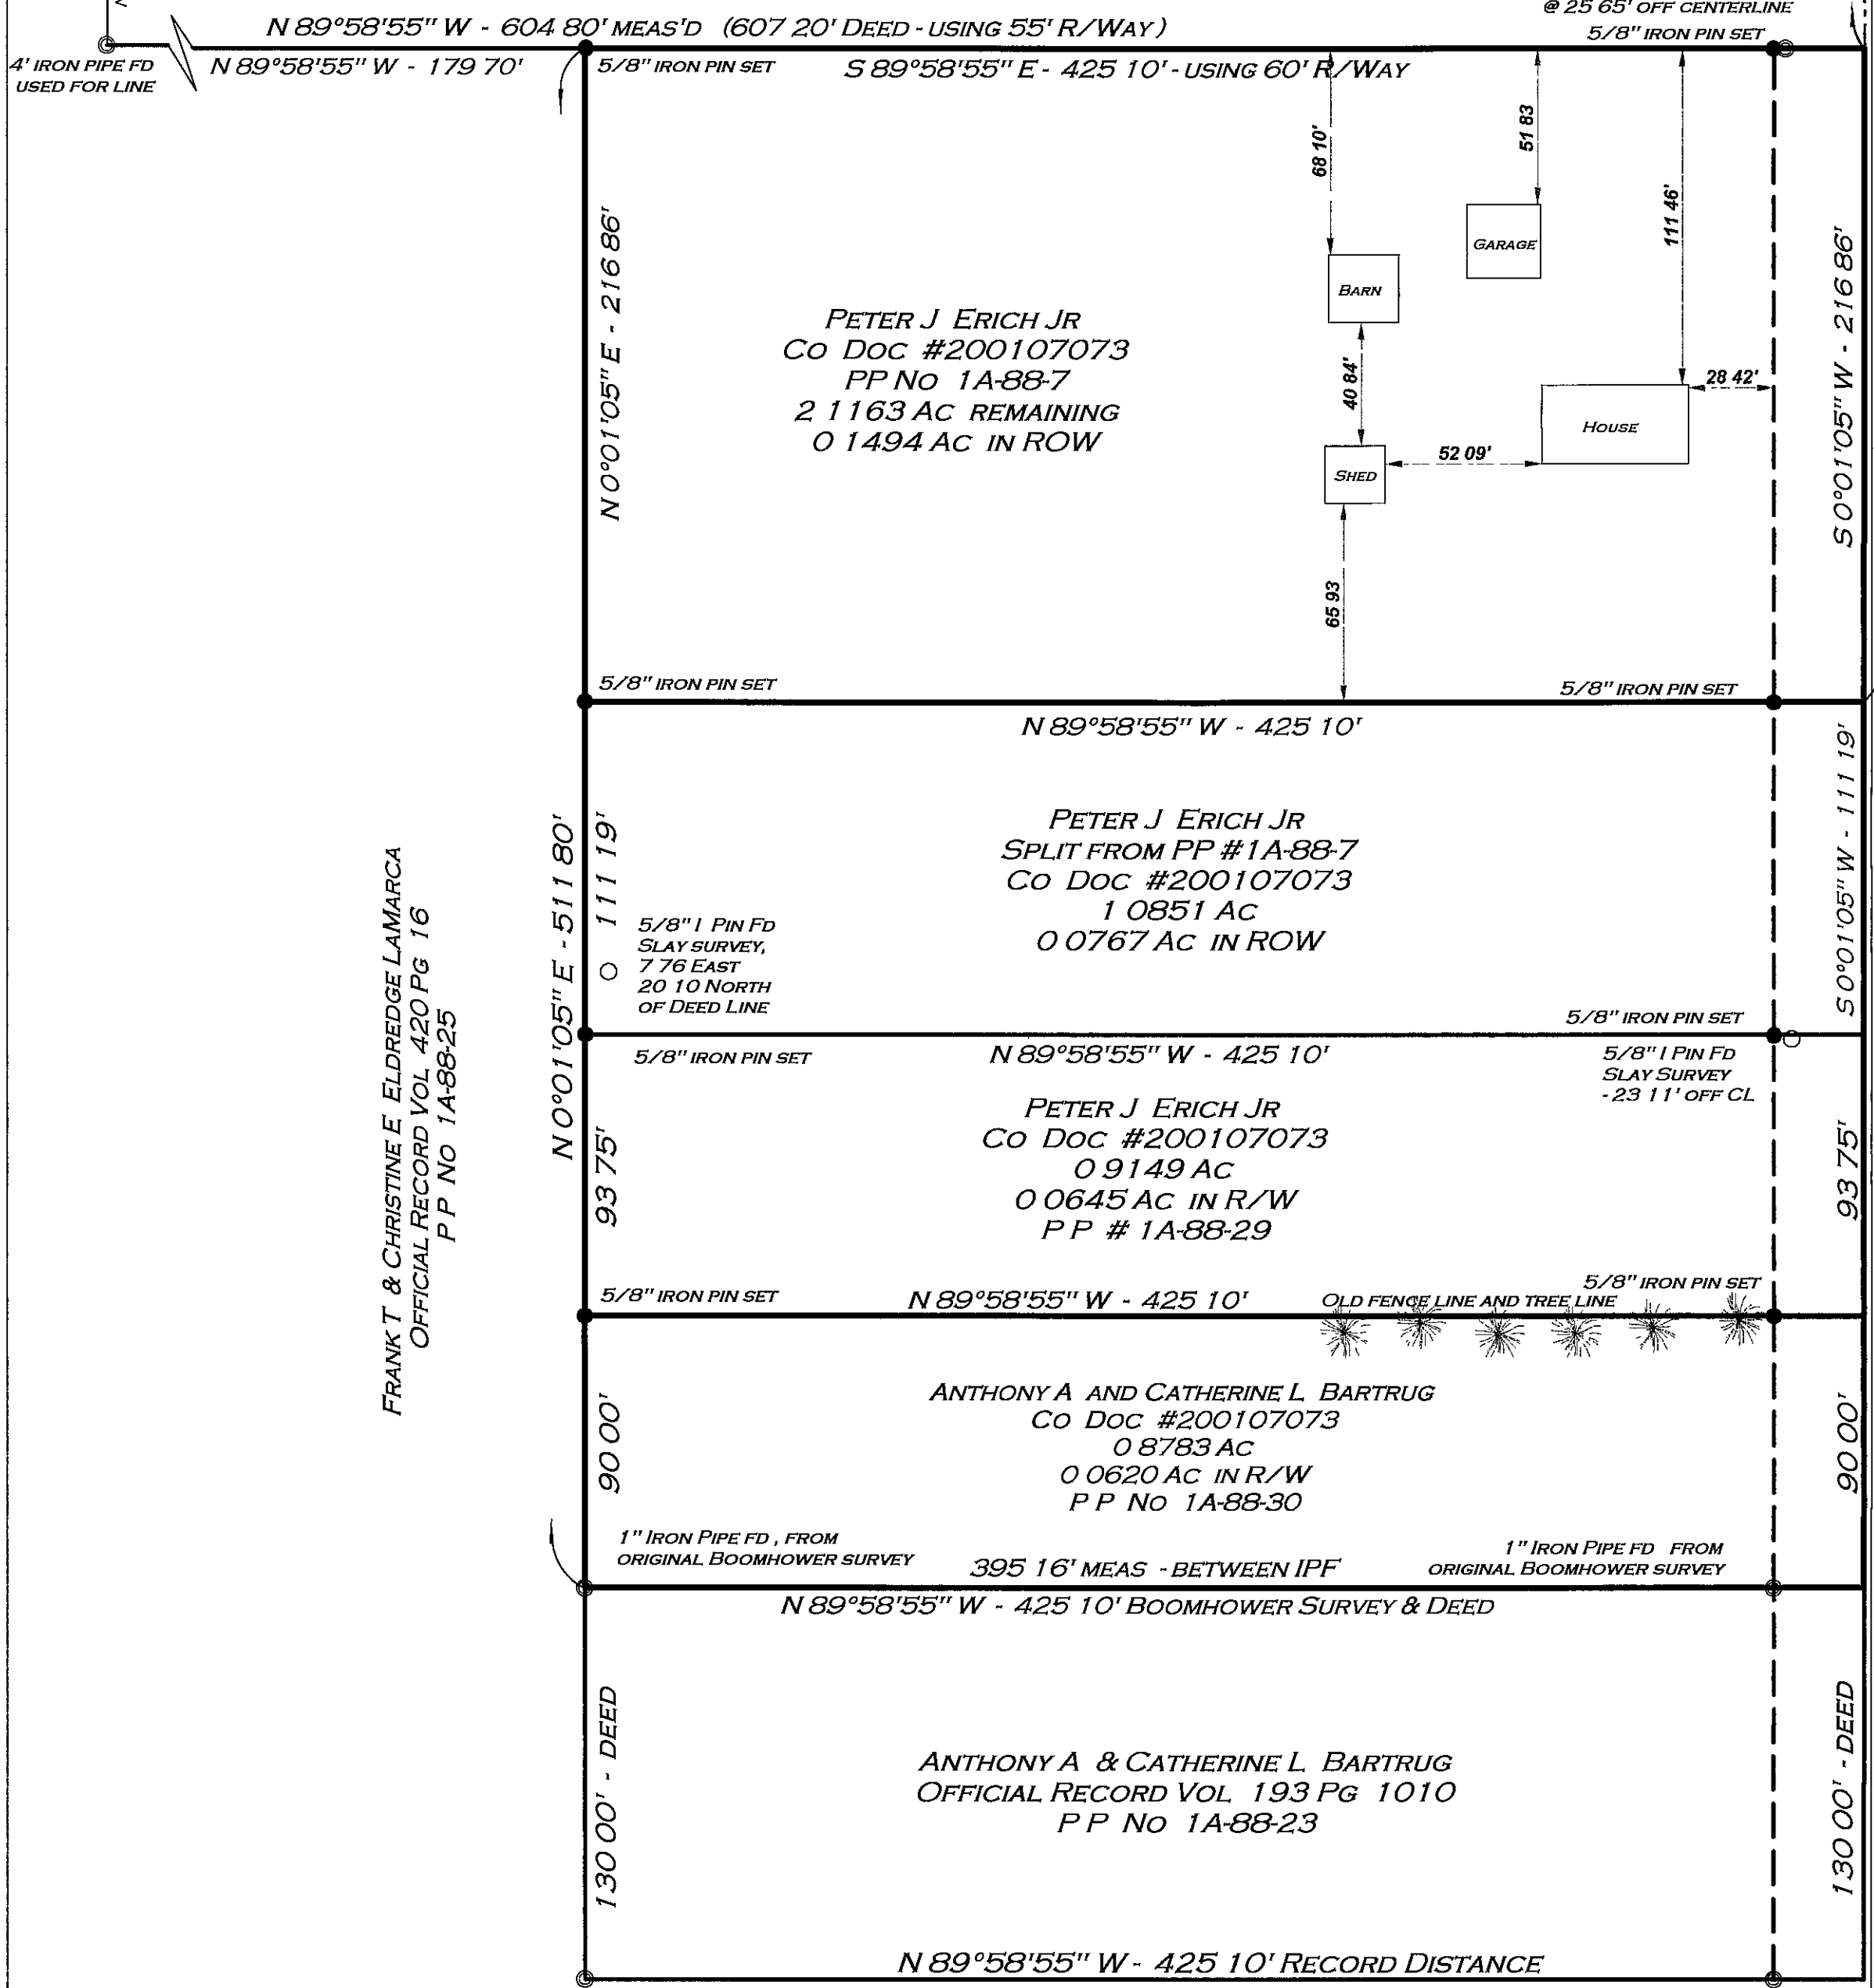 @ 25 65' OFF CENTERLINE
N 89°58'55" W - 604 80' MEAS'D (607 20' DEED - USING 55' R/WAY)
5/8" IRON PIN SET
4' IRON PIPE FD
USED FOR LINE
N 89°58'55" W - 179 70'
5/8" IRON PIN SET
S 89°58'55" E - 425 10' - USING 60' R/WAY
68 10'
51 83
111 46'
GARAGE
BARN
N 0°01'05" E - 216 86'
S 0°01'05" W - 216 86'
PETER J ERICH JR
CO DOC #200107073
PP NO 1A-88-7
2 1163 AC REMAINING
0 1494 AC IN ROW
40 84'
28 42'
HOUSE
52 09'
SHED
65 93
5/8" IRON PIN SET
5/8" IRON PIN SET
N 89°58'55" W - 425 10'
PETER J ERICH JR
SPLIT FROM PP #1A-88-7
CO DOC #200107073
1 0851 AC
0 0767 AC IN ROW
111 19'
S 0°01'05" W - 111 19'
N 0°01'05" E - 511 80'
FRANK T & CHRISTINE E ELDREDGE LAMARCA
OFFICIAL RECORD VOL 420 PG 16
P P NO 1A-88-25
5/8" I PIN FD
SLAY SURVEY,
7 76 EAST
20 10 NORTH
OF DEED LINE
5/8" IRON PIN SET
5/8" IRON PIN SET
N 89°58'55" W - 425 10'
5/8" I PIN FD
SLAY SURVEY
- 23 11' OFF CL
PETER J ERICH JR
CO DOC #200107073
0 9149 AC
0 0645 AC IN R/W
P P # 1A-88-29
93 75'
93 75'
5/8" IRON PIN SET
5/8" IRON PIN SET
N 89°58'55" W - 425 10'
OLD FENCE LINE AND TREE LINE
ANTHONY A AND CATHERINE L BARTRUG
CO DOC #200107073
0 8783 AC
0 0620 AC IN R/W
P P NO 1A-88-30
90 00'
90 00'
1" IRON PIPE FD , FROM
ORIGINAL BOOMHOWER SURVEY
395 16' MEAS - BETWEEN IPF
1" IRON PIPE FD FROM
ORIGINAL BOOMHOWER SURVEY
N 89°58'55" W - 425 10' BOOMHOWER SURVEY & DEED
130 00' - DEED
130 00' - DEED
ANTHONY A & CATHERINE L BARTRUG
OFFICIAL RECORD VOL 193 PG 1010
P P NO 1A-88-23
N 89°58'55" W - 425 10' RECORD DISTANCE